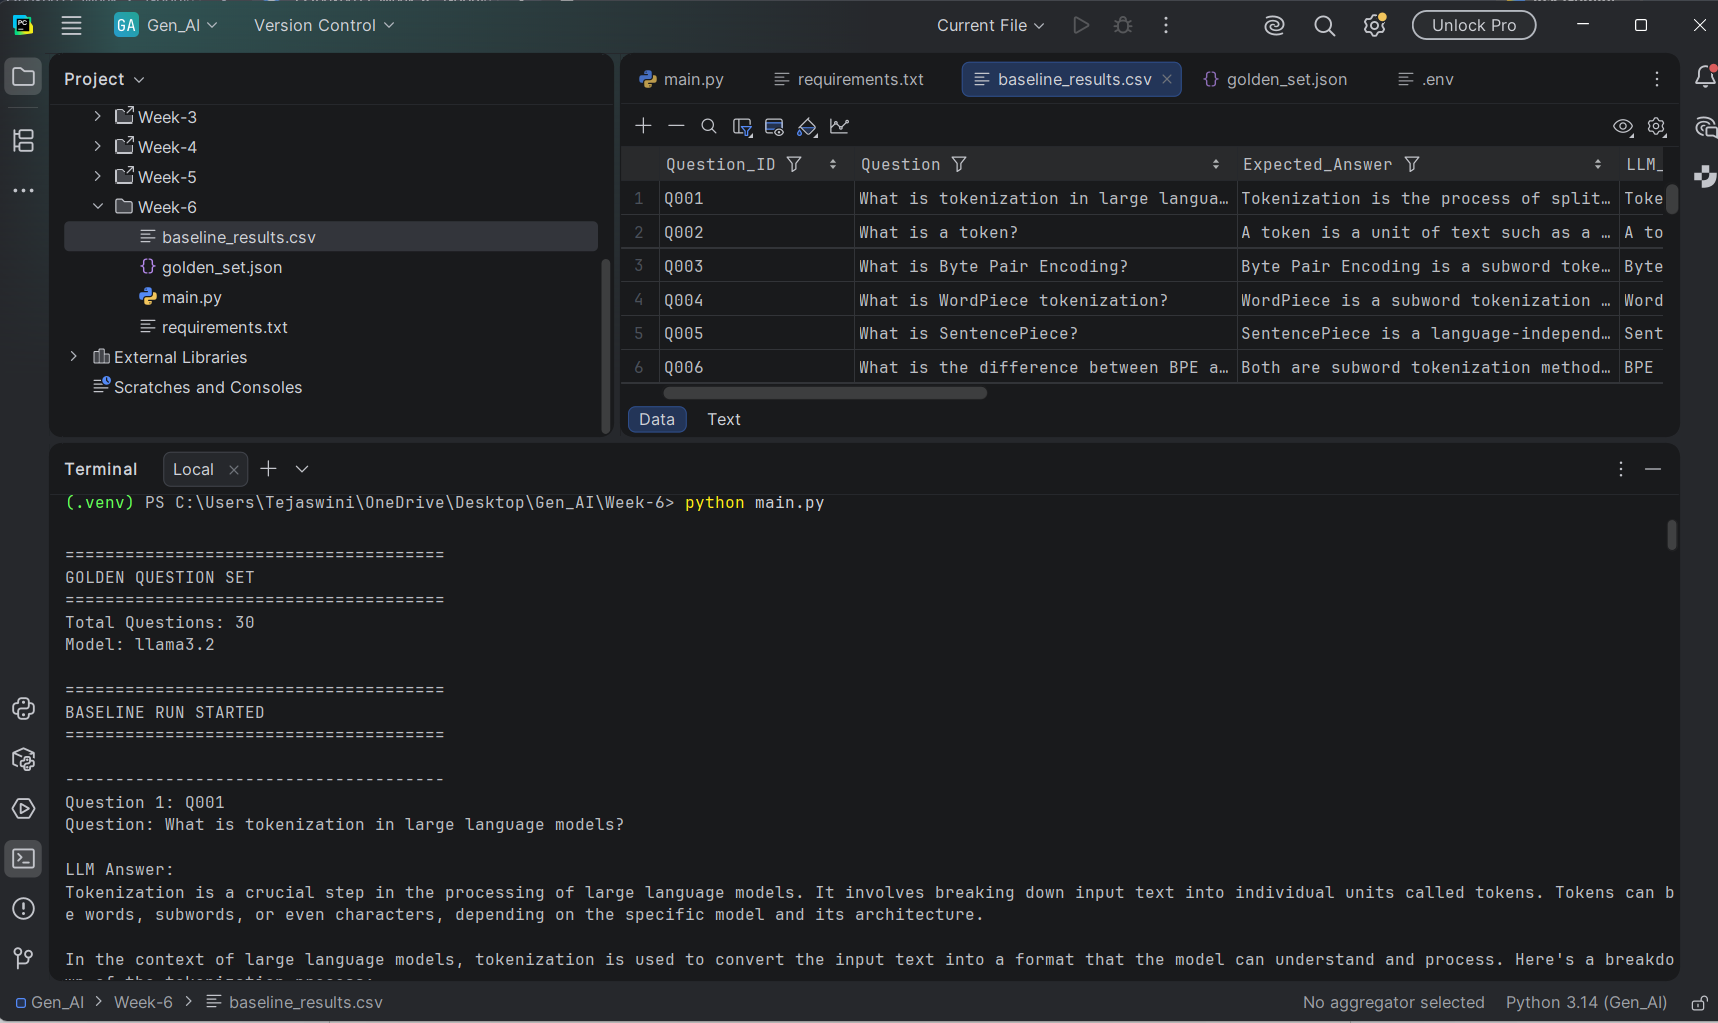 GA Gen_AI Version Control Current File Unlock Pro
Project
Week-3
Week-4
Week-5
Week-6
baseline_results.csv
golden_set.json
main.py
requirements.txt
External Libraries
Scratches and Consoles
main.py requirements.txt baseline_results.csv golden_set.json .env
Question_ID Question Expected_Answer LLM_
1 Q001 What is tokenization in large langua… Tokenization is the process of split… Toke
2 Q002 What is a token? A token is a unit of text such as a … A to
3 Q003 What is Byte Pair Encoding? Byte Pair Encoding is a subword toke… Byte
4 Q004 What is WordPiece tokenization? WordPiece is a subword tokenization … Word
5 Q005 What is SentencePiece? SentencePiece is a language-independ… Sent
6 Q006 What is the difference between BPE a… Both are subword tokenization method… BPE
Data Text
Terminal Local
(.venv) PS C:\Users\Tejaswini\OneDrive\Desktop\Gen_AI\Week-6> python main.py
======================================
GOLDEN QUESTION SET
======================================
Total Questions: 30
Model: llama3.2
======================================
BASELINE RUN STARTED
======================================
--------------------------------------
Question 1: Q001
Question: What is tokenization in large language models?
LLM Answer:
Tokenization is a crucial step in the processing of large language models. It involves breaking down input text into individual units called tokens. Tokens can b
e words, subwords, or even characters, depending on the specific model and its architecture.
In the context of large language models, tokenization is used to convert the input text into a format that the model can understand and process. Here's a breakdo
wn of the tokenization process:
Gen_AI > Week-6 > baseline_results.csv No aggregator selected Python 3.14 (Gen_AI)